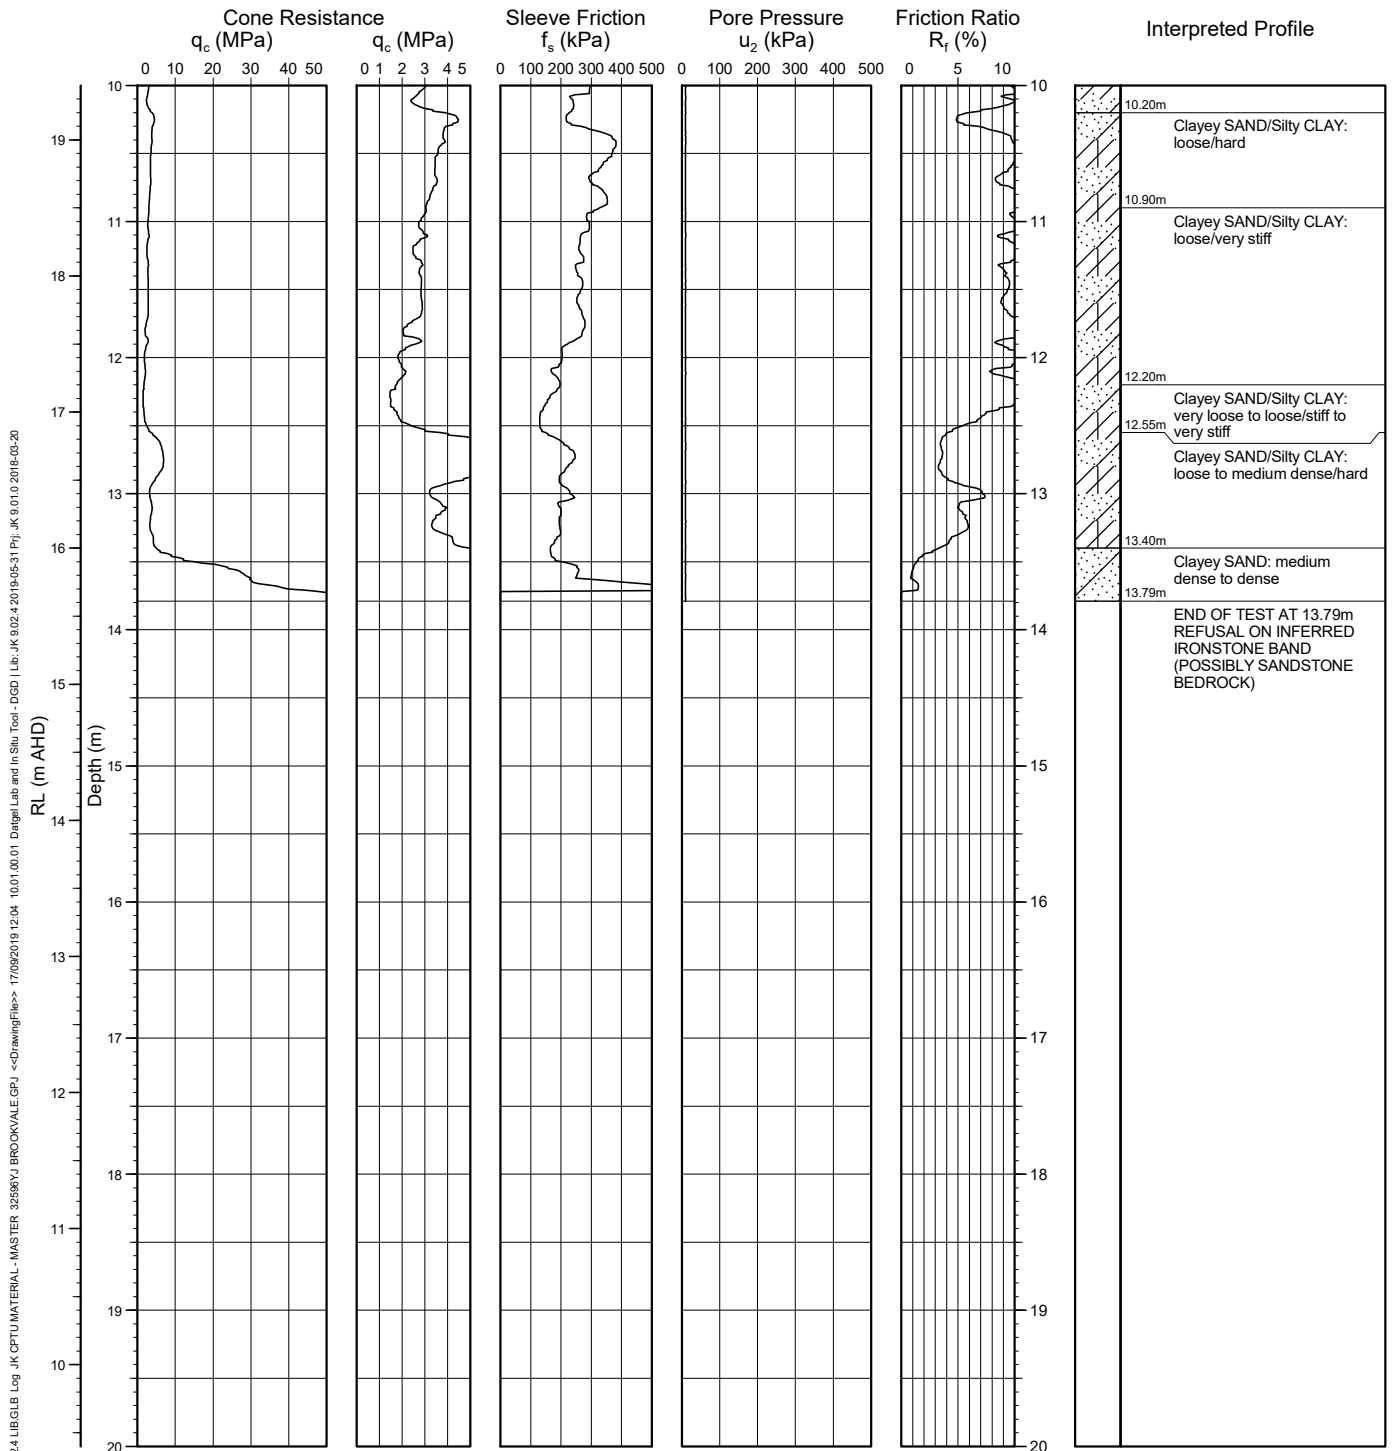 Cone Resistance
qc (MPa)
qc (MPa)
Sleeve Friction
fs (kPa)
Pore Pressure
u2 (kPa)
Friction Ratio
Rf (%)
Interpreted Profile
0 10 20 30 40 50
0 1 2 3 4 5
0 100 200 300 400 500
0 100 200 300 400 500
0 5 10
RL (m AHD)
19
18
17
16
15
14
13
12
11
10
Depth (m)
10
11
12
13
14
15
16
17
18
19
20
10
11
12
13
14
15
16
17
18
19
20
10.20m
Clayey SAND/Silty CLAY:
loose/hard
10.90m
Clayey SAND/Silty CLAY:
loose/very stiff
12.20m
Clayey SAND/Silty CLAY:
very loose to loose/stiff to
very stiff
12.55m
Clayey SAND/Silty CLAY:
loose to medium dense/hard
13.40m
Clayey SAND: medium
dense to dense
13.79m
END OF TEST AT 13.79m
REFUSAL ON INFERRED
IRONSTONE BAND
(POSSIBLY SANDSTONE
BEDROCK)
LIB.GLB Log JK CPTU MATERIAL - MASTER 32596YJ BROOKVALE.GPJ <<DrawingFile>> 17/09/2019 12:04 10.01.00.01 Datgel Lab and In Situ Tool - DGD | Lib: JK 9.02.4 2019-05-31 Prj: JK 9.01.0 2018-03-20